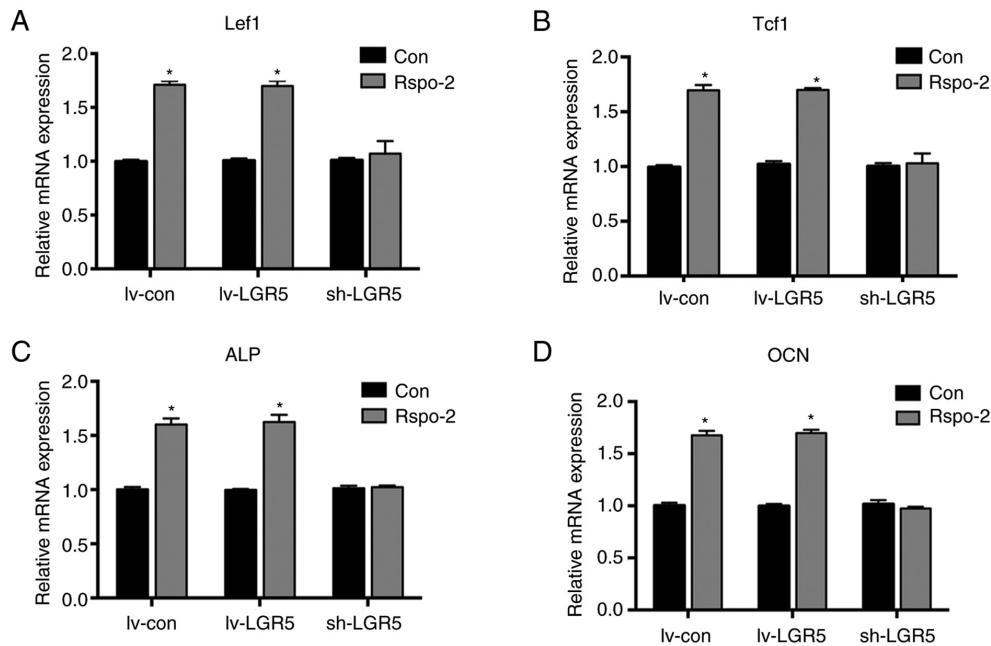 A
Lef1
Con
Rspo-2
Relative mRNA expression
2.0
1.5
1.0
0.5
0.0
*
*
lv-con
lv-LGR5
sh-LGR5
B
Tcf1
Con
Rspo-2
Relative mRNA expression
2.0
1.5
1.0
0.5
0.0
*
*
lv-con
lv-LGR5
sh-LGR5
C
ALP
Con
Rspo-2
Relative mRNA expression
2.0
1.5
1.0
0.5
0.0
*
*
lv-con
lv-LGR5
sh-LGR5
D
OCN
Con
Rspo-2
Relative mRNA expression
2.0
1.5
1.0
0.5
0.0
*
*
lv-con
lv-LGR5
sh-LGR5